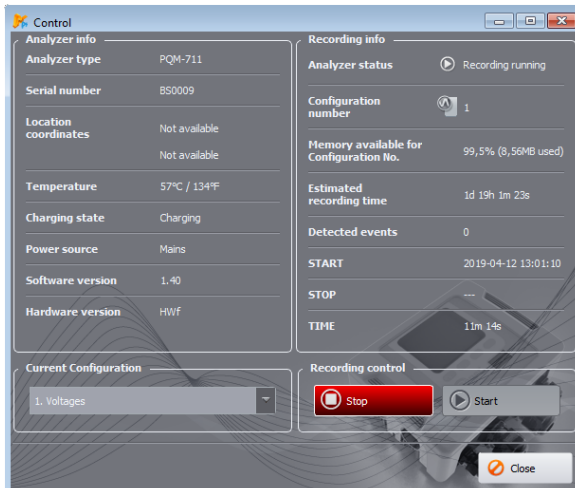 Control
Analyzer info
Analyzer type PQM-711
Serial number BS0009
Location
coordinates
Not available
Not available
Temperature 57ºC / 134ºF
Charging state Charging
Power source Mains
Software version 1.40
Hardware version HWf
Recording info
Analyzer status Recording running
Configuration
number
1
Memory available for
Configuration No.
99,5% (8,56MB used)
Estimated
recording time
1d 19h 1m 23s
Detected events 0
START 2019-04-12 13:01:10
STOP ---
TIME 11m 14s
Current Configuration
1. Voltages
Recording control
Stop
Start
Close